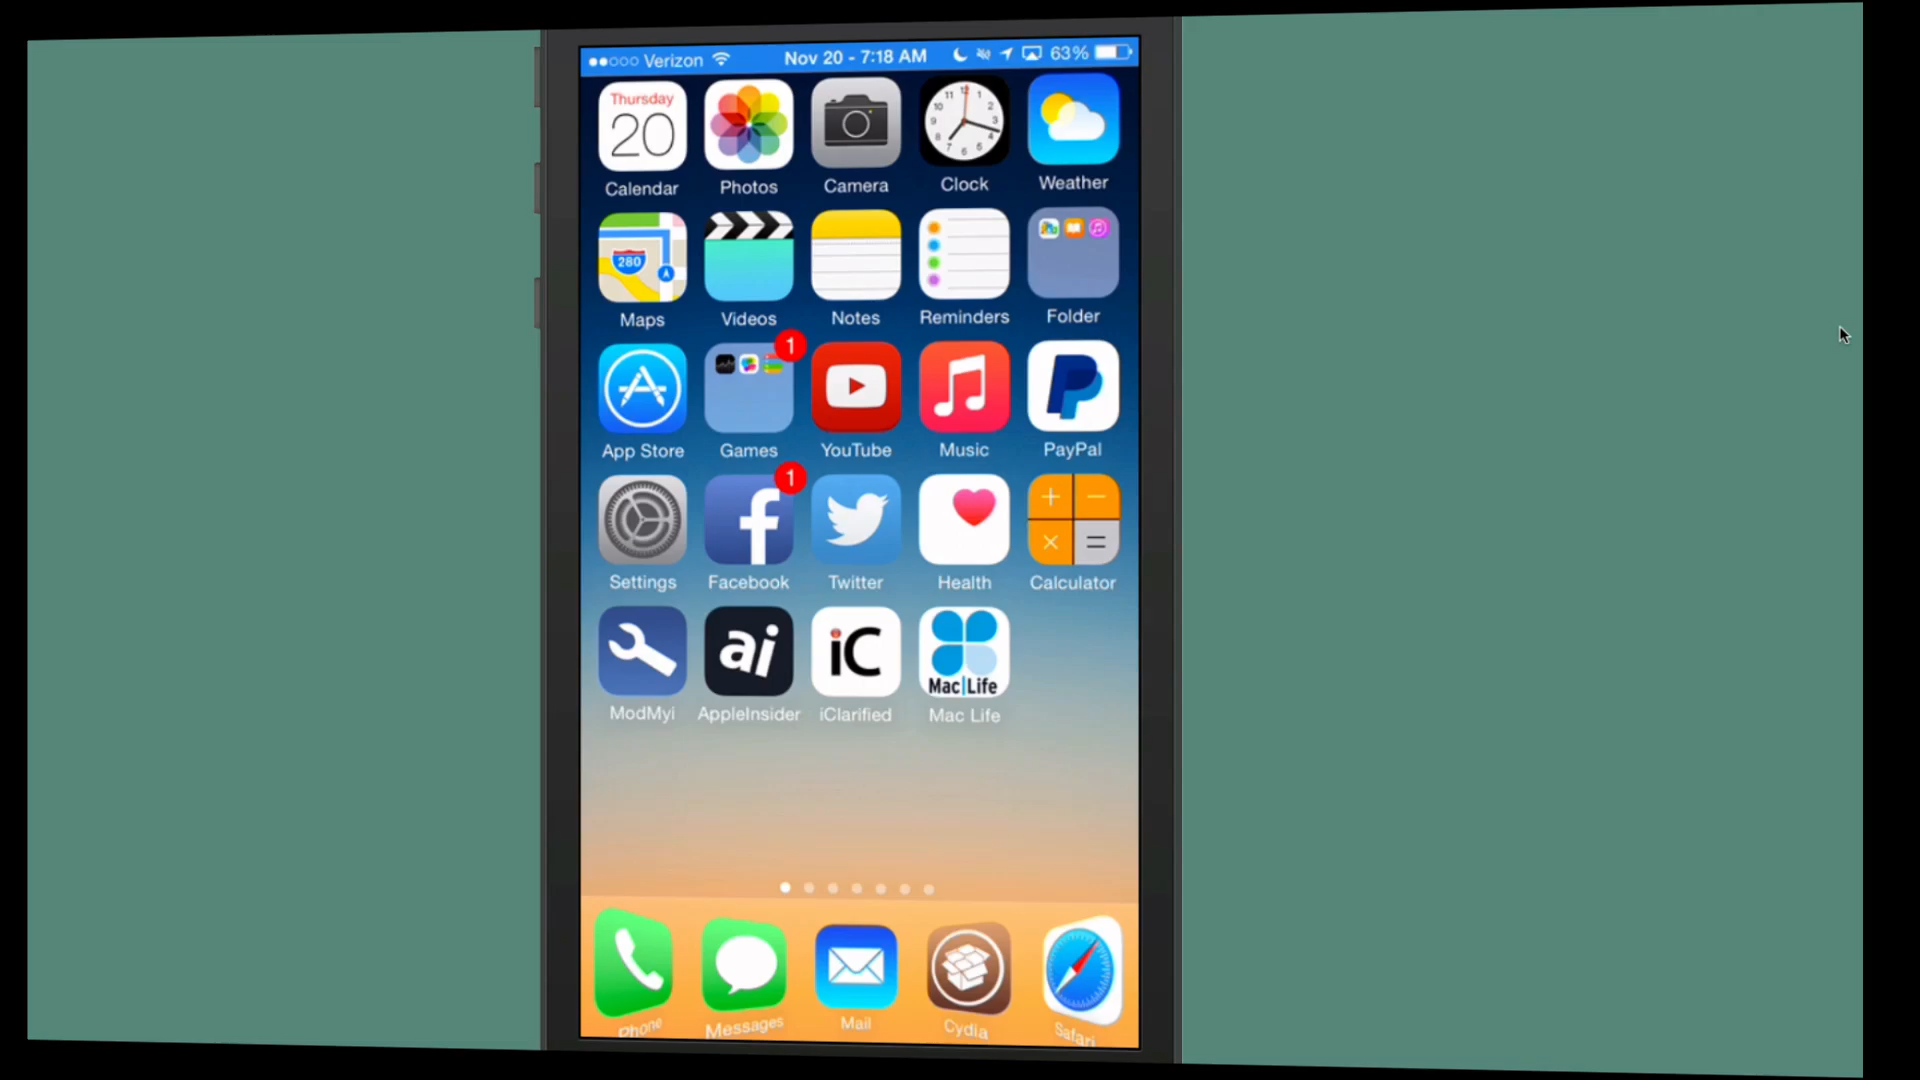 Verizon Nov 20 - 7:18 AM 63%
Thursday
20
Calendar Photos Camera Clock Weather
280
Maps Videos Notes Reminders Folder
1
App Store Games YouTube Music PayPal
1
f
Settings Facebook Twitter Health Calculator
ai iC Mac|Life
ModMyi AppleInsider iClarified Mac Life
Phone Messages Mail Cydia Safari